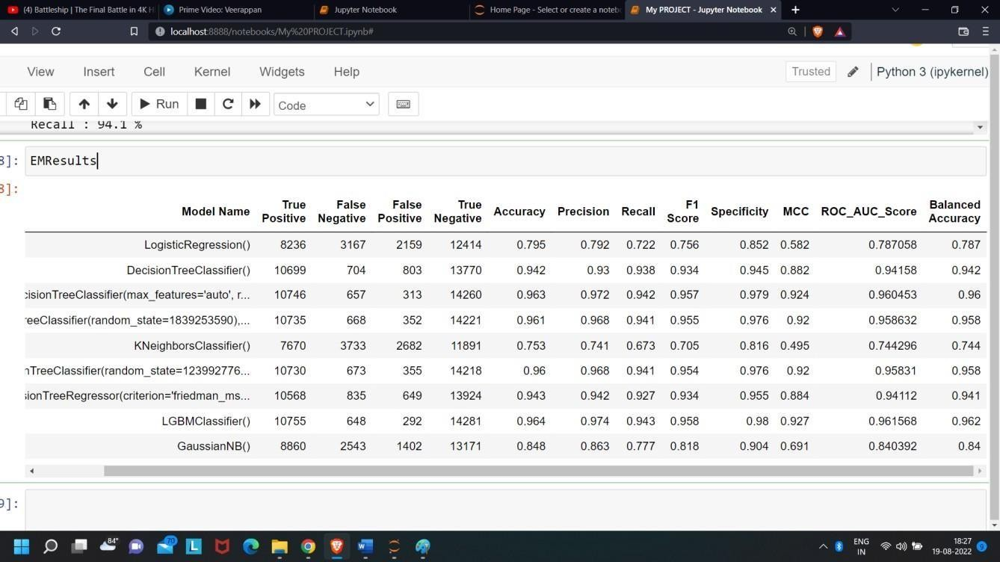 (4) Battleship | The Final Battle in 4K H
Prime Video: Veerappan
Jupyter Notebook
Home Page - Select or create a noteb
My PROJECT - Jupyter Notebook
localhost:8888/notebooks/My%20PROJECT.ipynb#
View Insert Cell Kernel Widgets Help
Trusted Python 3 (ipykernel)
Run Code
Recall : 94.1 %
8]: EMResults
8]:
Model Name True Positive False Negative False Positive True Negative Accuracy Precision Recall F1 Score Specificity MCC ROC_AUC_Score Balanced Accuracy
LogisticRegression() 8236 3167 2159 12414 0.795 0.792 0.722 0.756 0.852 0.582 0.787058 0.787
DecisionTreeClassifier() 10699 704 803 13770 0.942 0.93 0.938 0.934 0.945 0.882 0.94158 0.942
cisionTreeClassifier(max_features='auto', r... 10746 657 313 14260 0.963 0.972 0.942 0.957 0.979 0.924 0.960453 0.96
reeClassifier(random_state=1839253590),... 10735 668 352 14221 0.961 0.968 0.941 0.955 0.976 0.92 0.958632 0.958
KNeighborsClassifier() 7670 3733 2682 11891 0.753 0.741 0.673 0.705 0.816 0.495 0.744296 0.744
nTreeClassifier(random_state=123992776... 10730 673 355 14218 0.96 0.968 0.941 0.954 0.976 0.92 0.95831 0.958
sionTreeRegressor(criterion='friedman_ms... 10568 835 649 13924 0.943 0.942 0.927 0.934 0.955 0.884 0.94112 0.941
LGBMClassifier() 10755 648 292 14281 0.964 0.974 0.943 0.958 0.98 0.927 0.961568 0.962
GaussianNB() 8860 2543 1402 13171 0.848 0.863 0.777 0.818 0.904 0.691 0.840392 0.84
9]:
84°
70
L
ENG
IN
18:27
19-08-2022
9